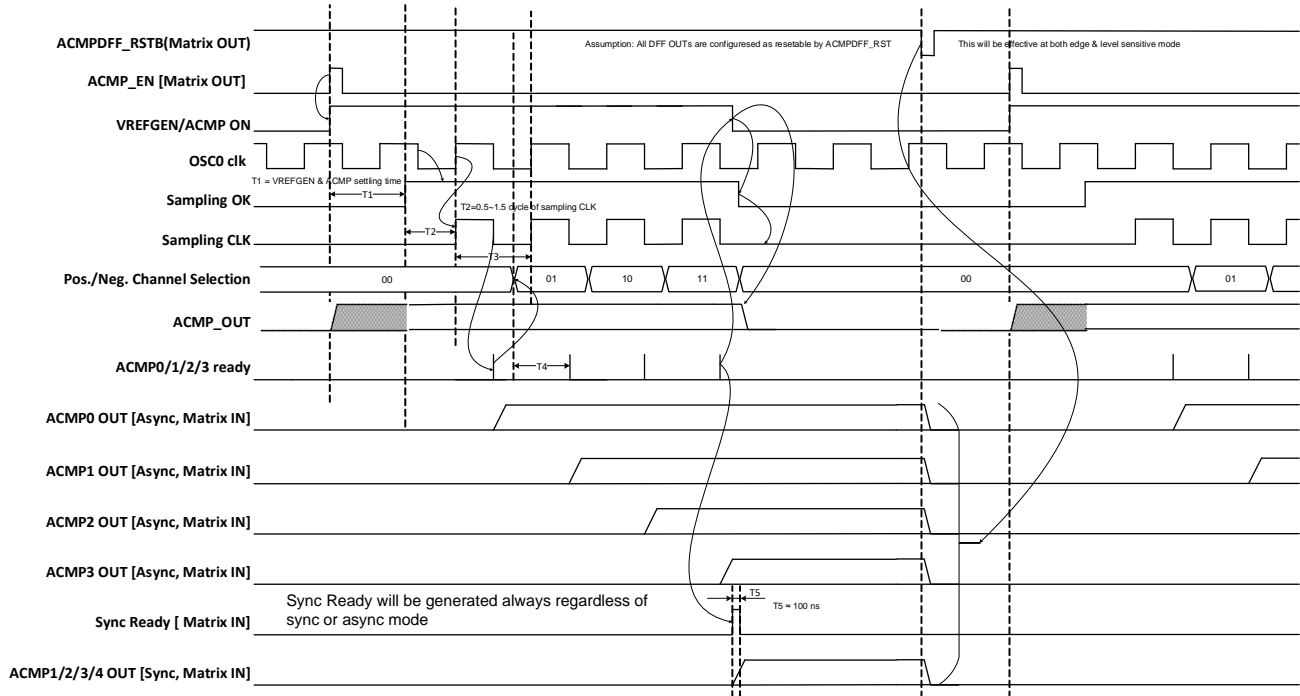 ACMPDFF_RSTB(Matrix OUT)
Assumption: All DFF OUTs are configuresed as resetable by ACMPDFF_RST
This will be effective at both edge & level sensitive mode
ACMP_EN [Matrix OUT]
VREFGEN/ACMP ON
OSC0 clk
T1 = VREFGEN & ACMP settling time
T1
Sampling OK
T2=0.5~1.5 dycle of sampling CLK
T2
Sampling CLK
T3
Pos./Neg. Channel Selection
00
01
10
11
00
01
ACMP_OUT
ACMP0/1/2/3 ready
T4
ACMP0 OUT [Async, Matrix IN]
ACMP1 OUT [Async, Matrix IN]
ACMP2 OUT [Async, Matrix IN]
ACMP3 OUT [Async, Matrix IN]
T5
T5 ≈ 100 ns
Sync Ready will be generated always regardless of
sync or async mode
Sync Ready [ Matrix IN]
ACMP1/2/3/4 OUT [Sync, Matrix IN]